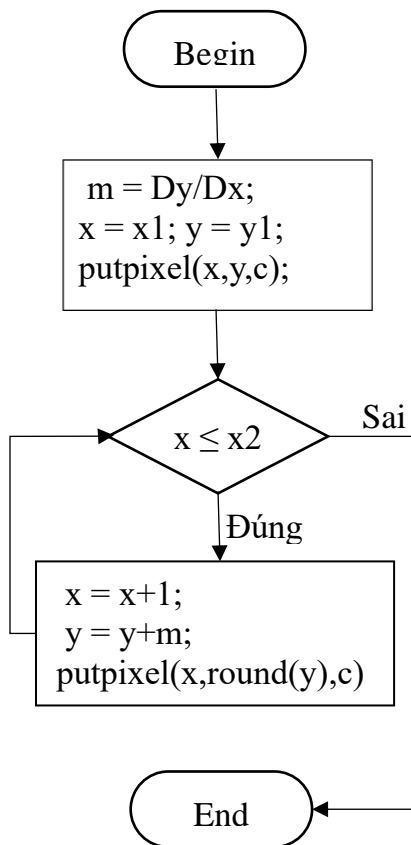 Begin
m = Dy/Dx;
x = x1; y = y1;
putpixel(x,y,c);
x ≤ x2
Sai
Đúng
x = x+1;
y = y+m;
putpixel(x,round(y),c)
End